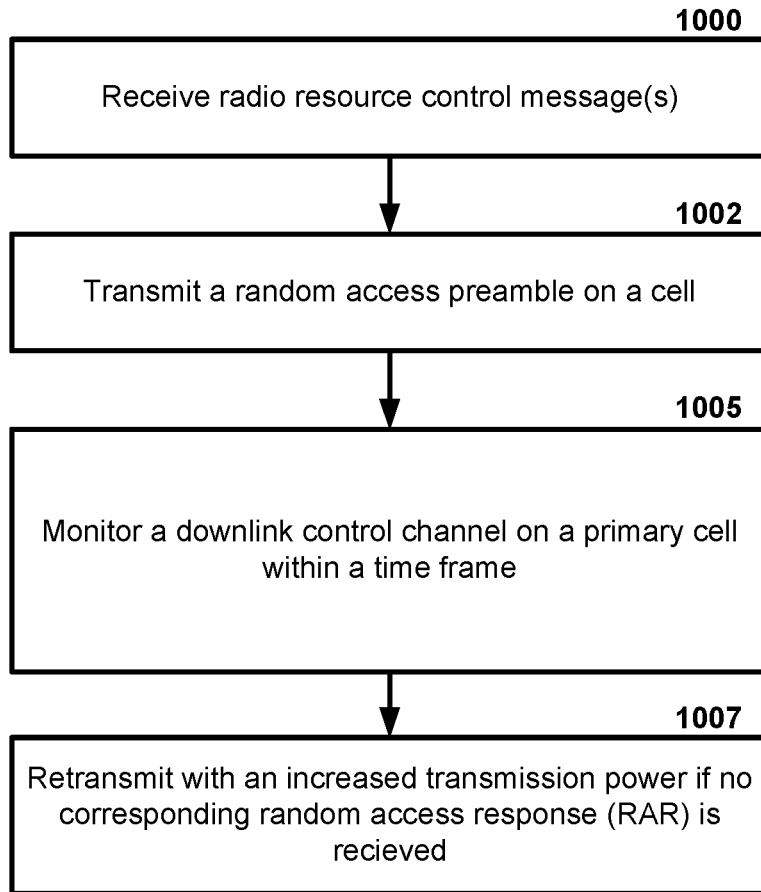 1000
Receive radio resource control message(s)
1002
Transmit a random access preamble on a cell
1005
Monitor a downlink control channel on a primary cell
within a time frame
1007
Retransmit with an increased transmission power if no
corresponding random access response (RAR) is
recieved